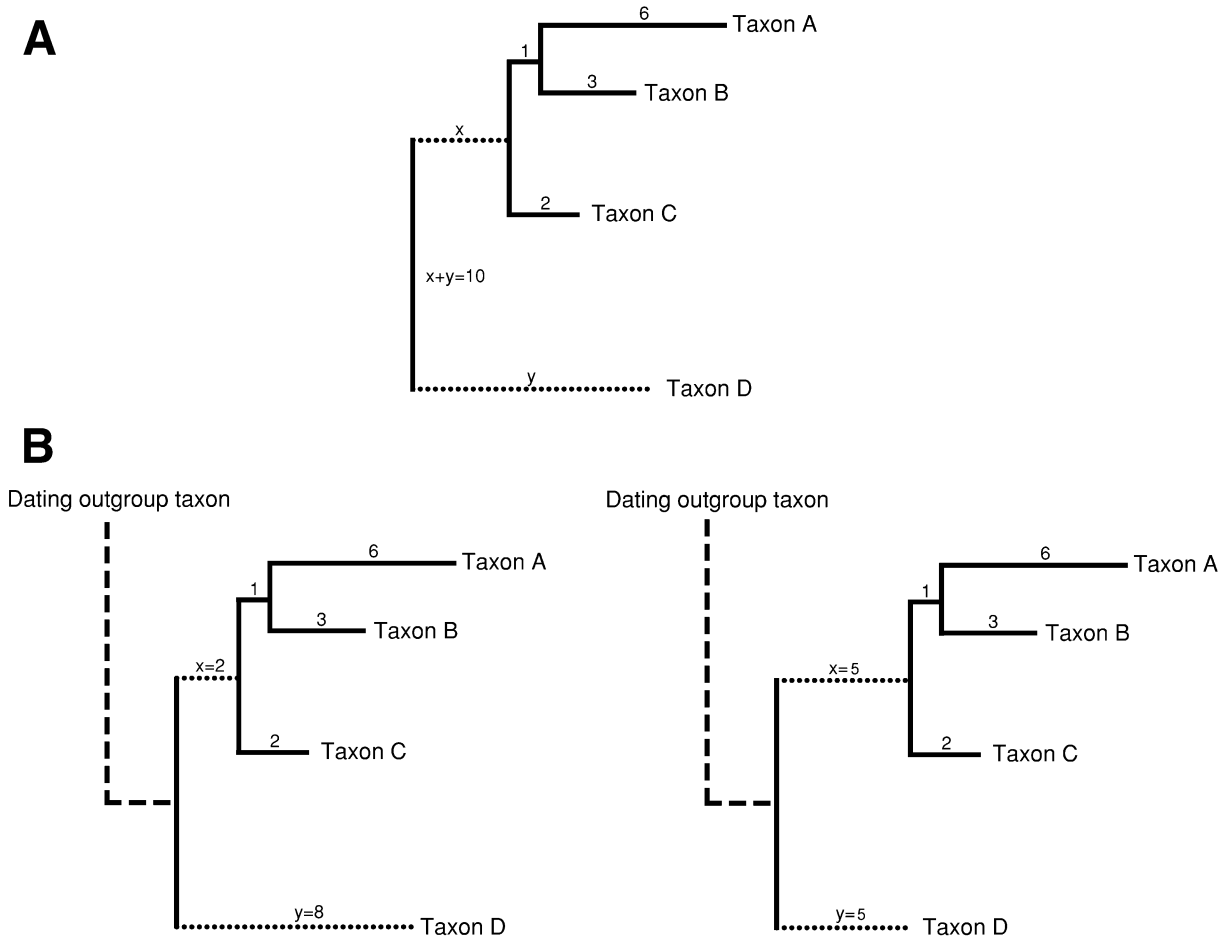 A
6
Taxon A
1
3
Taxon B
x
2
Taxon C
x+y=10
y
Taxon D
B
Dating outgroup taxon
6
Taxon A
1
3
Taxon B
x=2
2
Taxon C
y=8
Taxon D
Dating outgroup taxon
6
Taxon A
1
3
Taxon B
x=5
2
Taxon C
y=5
Taxon D